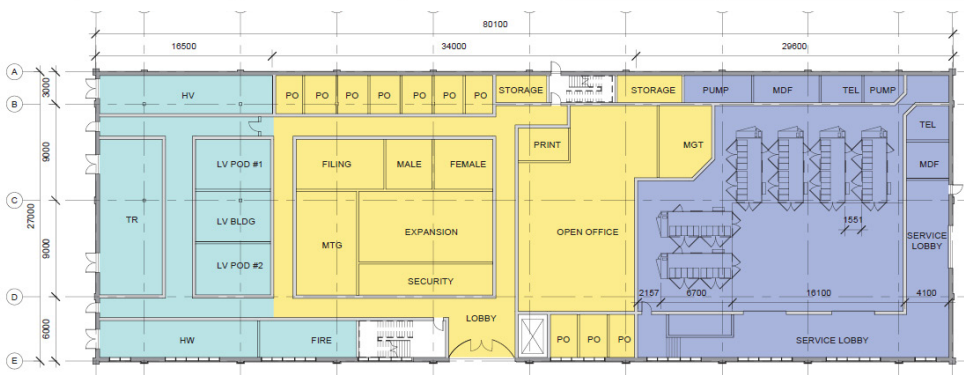 80100
16500 34000 29600
A
3000
HV
PO PO PO PO PO PO PO
STORAGE
STORAGE
PUMP
MDF
TEL
PUMP
B
TEL
9000
PRINT
MGT
LV POD #1
FILING
MALE
FEMALE
MDF
C
27000
TR
LV BLDG
1551
MTG
EXPANSION
OPEN OFFICE
SERVICE
LOBBY
9000
LV POD #2
SECURITY
D
2157 6700 16100 4100
6000
LOBBY
HW
FIRE
PO PO PO
SERVICE LOBBY
E